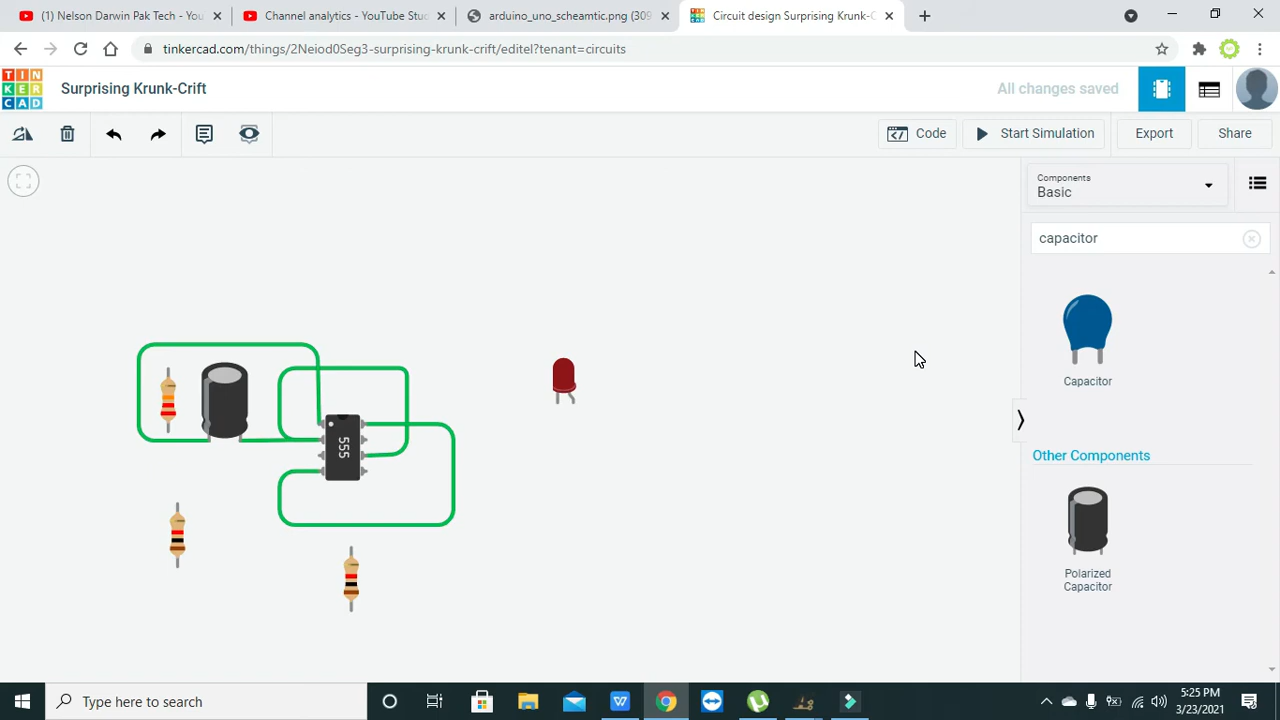 (1) Nelson Darwin Pak Tech - You
Channel analytics - YouTube Stu
arduino_uno_scheamtic.png (309
Circuit design Surprising Krunk-C
tinkercad.com/things/2Neiod0Seg3-surprising-krunk-crift/editel?tenant=circuits
TIN
KER
CAD
Surprising Krunk-Crift
All changes saved
Code
Start Simulation
Export
Share
Components
Basic
capacitor
Capacitor
Other Components
Polarized
Capacitor
555
Type here to search
5:25 PM
3/23/2021